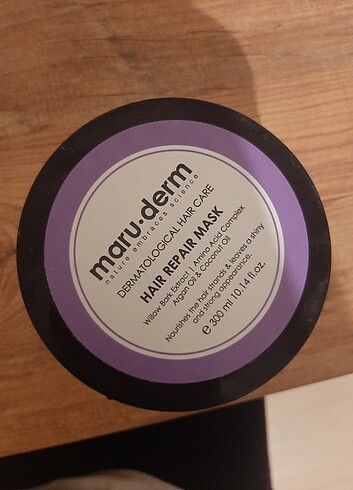 maru·derm
nature embraces science
DERMATOLOGICAL HAIR CARE
HAIR REPAIR MASK
Willow Bark Extract | Amino Acid Complex
Argan Oil & Coconut Oil
Nourishes the hair strands & leaves a shiny
and strong appearance.
℮ 300 ml 10.14 fl.oz.